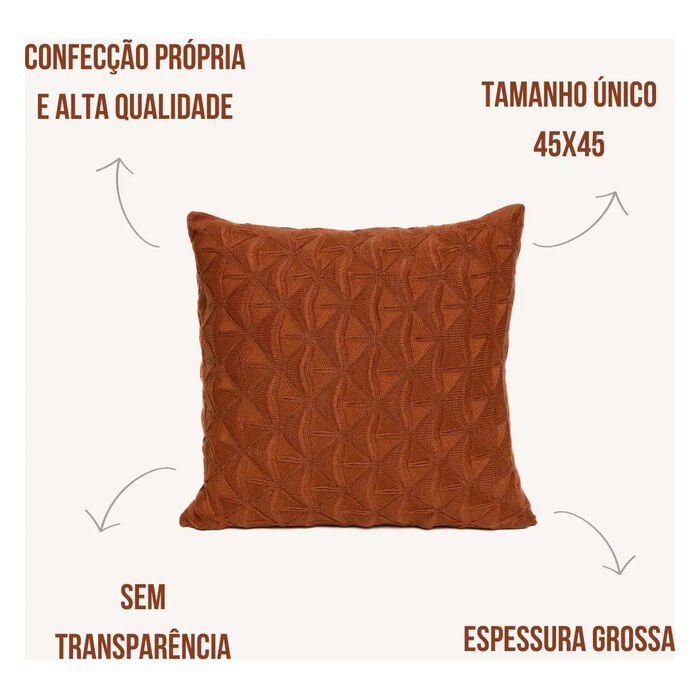 CONFECÇÃO PRÓPRIA
E ALTA QUALIDADE
TAMANHO ÚNICO
45X45
SEM
TRANSPARÊNCIA
ESPESSURA GROSSA